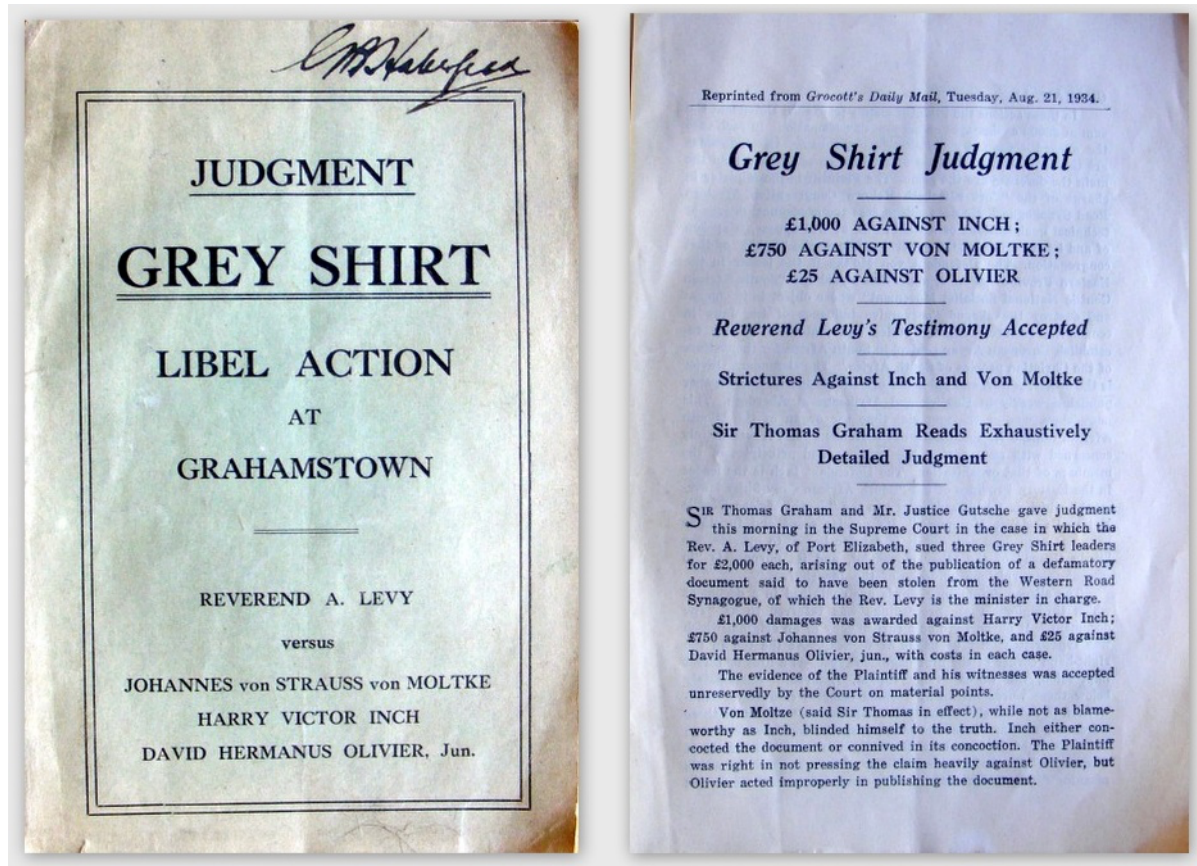 JUDGMENT
GREY SHIRT
LIBEL ACTION
AT
GRAHAMSTOWN
REVEREND A. LEVY
versus
JOHANNES von STRAUSS von MOLTKE
HARRY VICTOR INCH
DAVID HERMANUS OLIVIER, Jun.
Reprinted from Grocott's Daily Mail, Tuesday, Aug. 21, 1934.
Grey Shirt Judgment
£1,000 AGAINST INCH;
£750 AGAINST VON MOLTKE;
£25 AGAINST OLIVIER
Reverend Levy's Testimony Accepted
Strictures Against Inch and Von Moltke
Sir Thomas Graham Reads Exhaustively
Detailed Judgment
SIR Thomas Graham and Mr. Justice Gutsche gave judgment
this morning in the Supreme Court in the case in which the
Rev. A. Levy, of Port Elizabeth, sued three Grey Shirt leaders
for £2,000 each, arising out of the publication of a defamatory
document said to have been stolen from the Western Road
Synagogue, of which the Rev. Levy is the minister in charge.
£1,000 damages was awarded against Harry Victor Inch;
£750 against Johannes von Strauss von Moltke, and £25 against
David Hermanus Olivier, jun., with costs in each case.
The evidence of the Plaintiff and his witnesses was accepted
unreservedly by the Court on material points.
Von Moltze (said Sir Thomas in effect), while not as blame-
worthy as Inch, blinded himself to the truth. Inch either con-
cocted the document or connived in its concoction. The Plaintiff
was right in not pressing the claim heavily against Olivier, but
Olivier acted improperly in publishing the document.